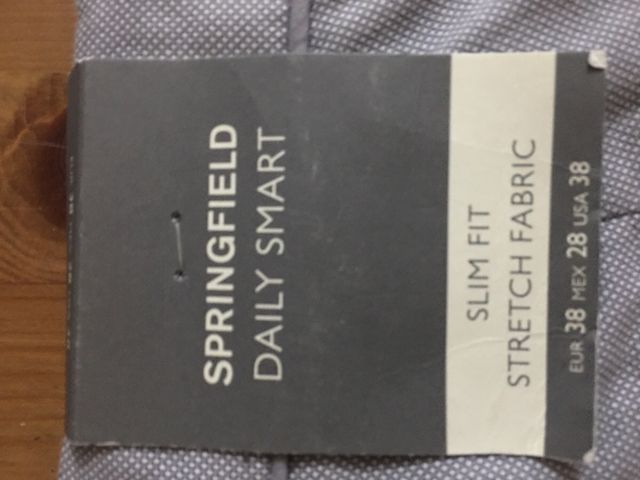 SPRINGFIELD
DAILY SMART
SLIM FIT
STRETCH FABRIC
EUR 38 MEX 28 USA 38